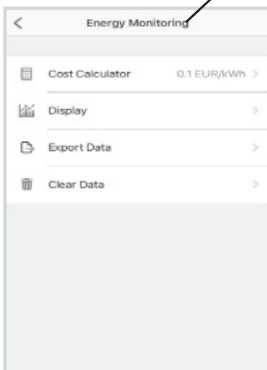 Energy Monitoring
Cost Calculator 0.1 EUR/kWh
Display
Export Data
Clear Data